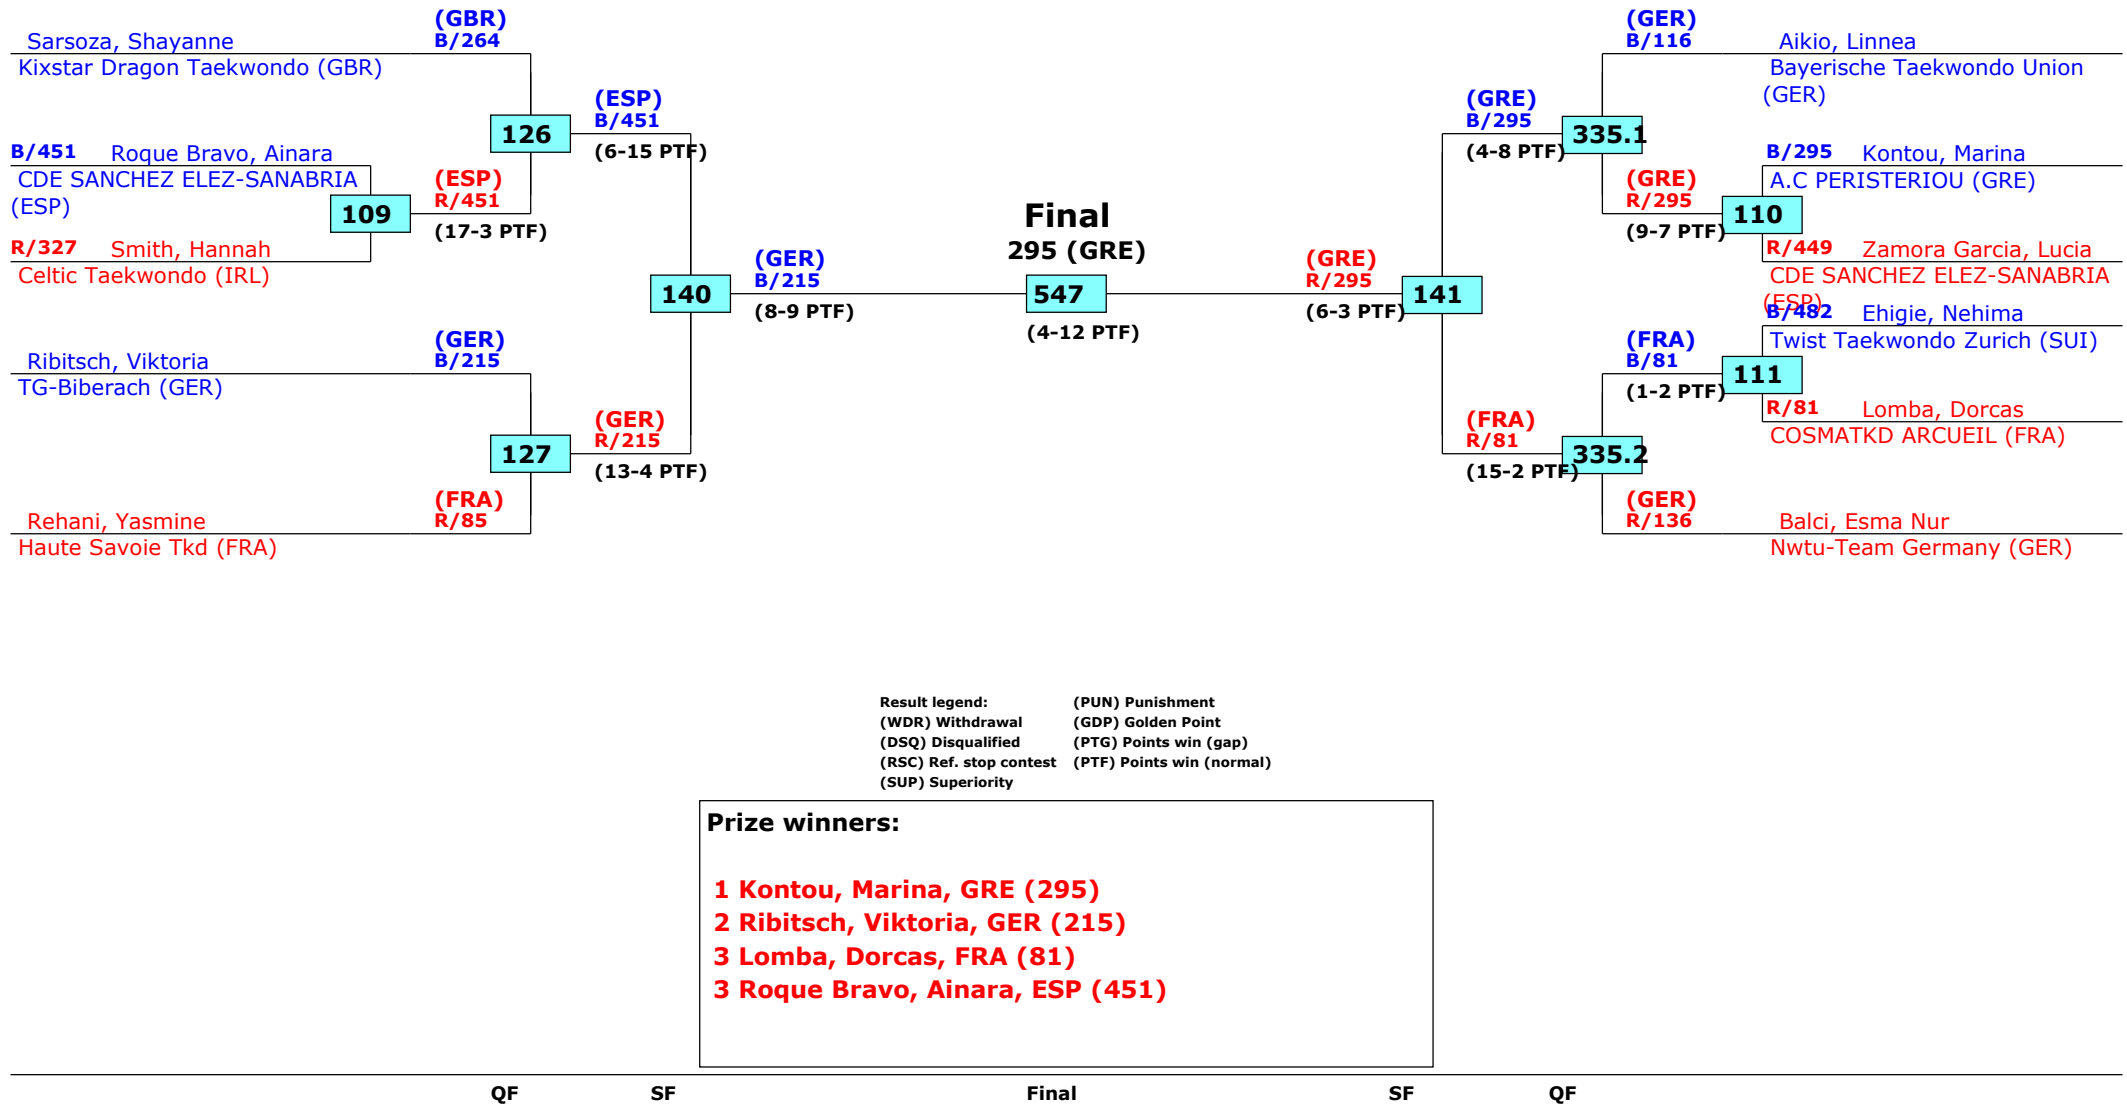 (GBR)
Sarsoza, Shayanne B/264
Kixstar Dragon Taekwondo (GBR)
(ESP)
B/451
126
(6-15 PTF)
B/451 Roque Bravo, Ainara
CDE SANCHEZ ELEZ-SANABRIA
(ESP)
(ESP)
R/451
109
(17-3 PTF)
R/327 Smith, Hannah
Celtic Taekwondo (IRL)
140
(GER)
B/215
(8-9 PTF)
(GER)
Ribitsch, Viktoria B/215
TG-Biberach (GER)
(GER)
R/215
127
(13-4 PTF)
(FRA)
Rehani, Yasmine R/85
Haute Savoie Tkd (FRA)
Final
295 (GRE)
547
(4-12 PTF)
(GRE)
R/295
141
(6-3 PTF)
(GER)
B/116 Aikio, Linnea
Bayerische Taekwondo Union
(GER)
(GRE)
B/295
335.1
(4-8 PTF)
B/295 Kontou, Marina
A.C PERISTERIOU (GRE)
(GRE)
R/295
110
(9-7 PTF)
R/449 Zamora Garcia, Lucia
CDE SANCHEZ ELEZ-SANABRIA
(ESP)
B/482 Ehigie, Nehima
Twist Taekwondo Zurich (SUI)
(FRA)
B/81
111
(1-2 PTF)
R/81 Lomba, Dorcas
COSMATKD ARCUEIL (FRA)
(FRA)
R/81
335.2
(15-2 PTF)
(GER)
R/136 Balci, Esma Nur
Nwtu-Team Germany (GER)
Result legend: (PUN) Punishment
(WDR) Withdrawal (GDP) Golden Point
(DSQ) Disqualified (PTG) Points win (gap)
(RSC) Ref. stop contest (PTF) Points win (normal)
(SUP) Superiority
Prize winners:
1 Kontou, Marina, GRE (295)
2 Ribitsch, Viktoria, GER (215)
3 Lomba, Dorcas, FRA (81)
3 Roque Bravo, Ainara, ESP (451)
QF SF Final SF QF